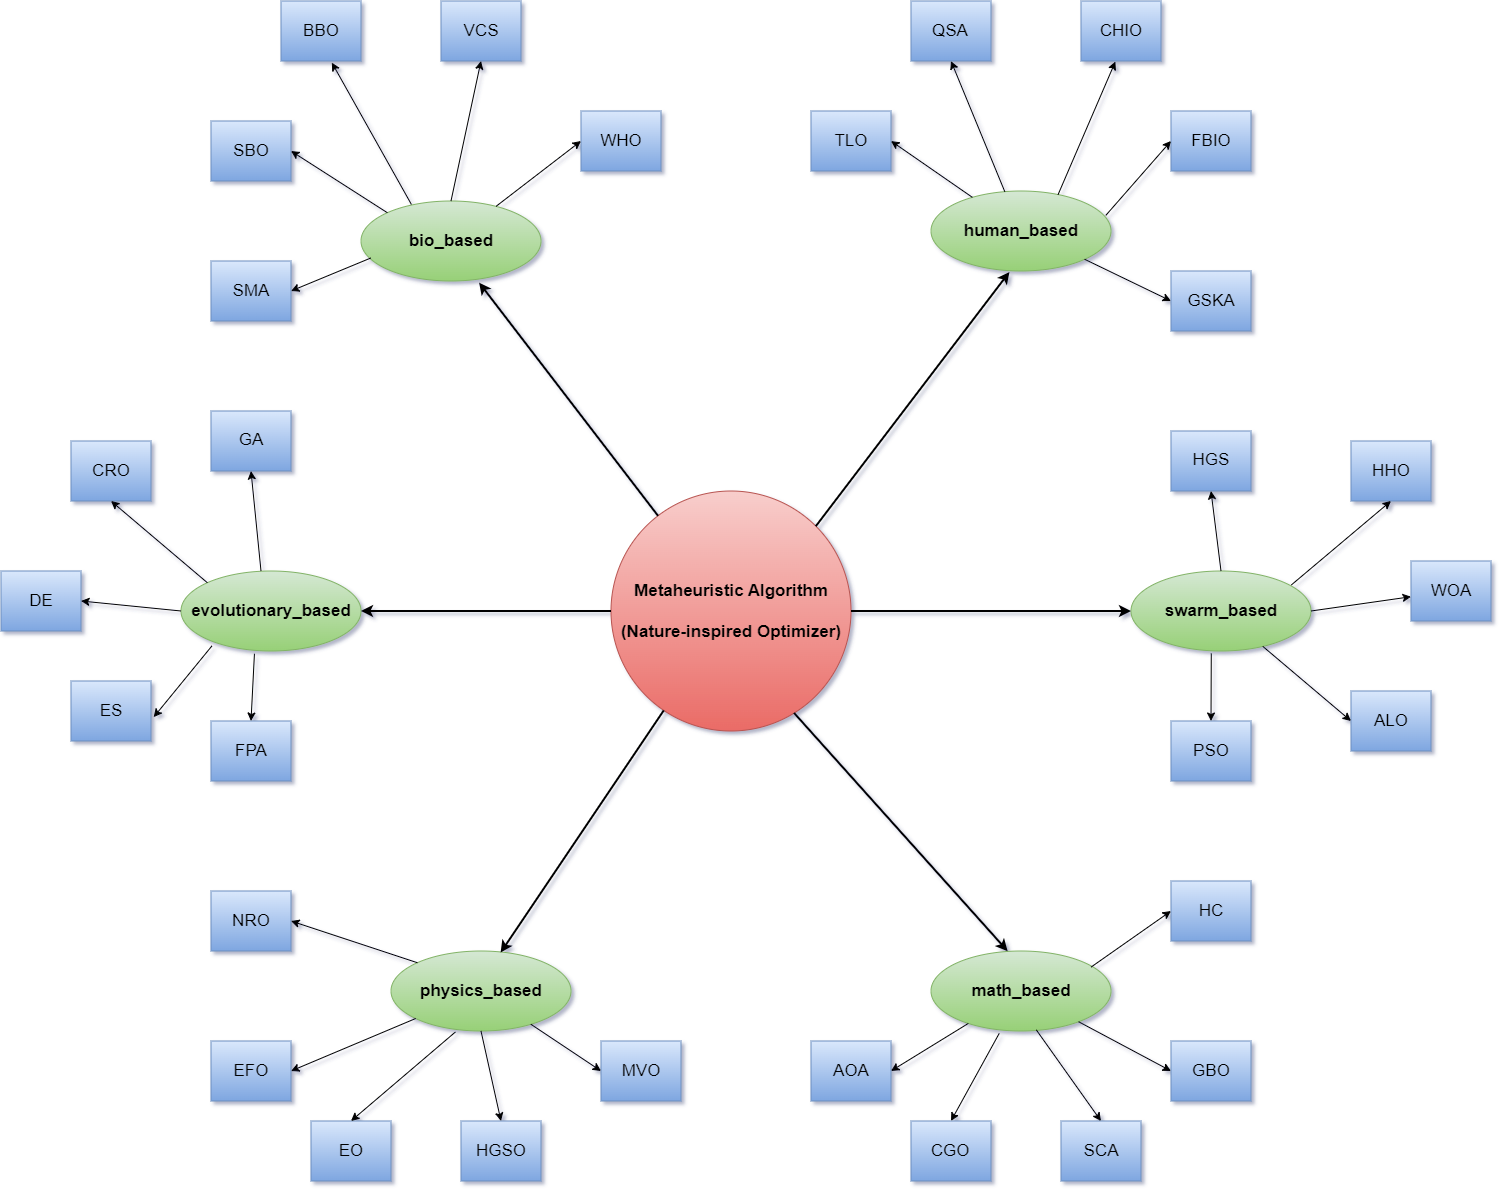 BBO
VCS
SBO
WHO
bio_based
SMA
QSA
CHIO
TLO
FBIO
human_based
GSKA
GA
CRO
DE
evolutionary_based
ES
FPA
Metaheuristic Algorithm
(Nature-inspired Optimizer)
HGS
HHO
WOA
swarm_based
ALO
PSO
NRO
physics_based
EFO
MVO
EO
HGSO
HC
math_based
AOA
GBO
CGO
SCA